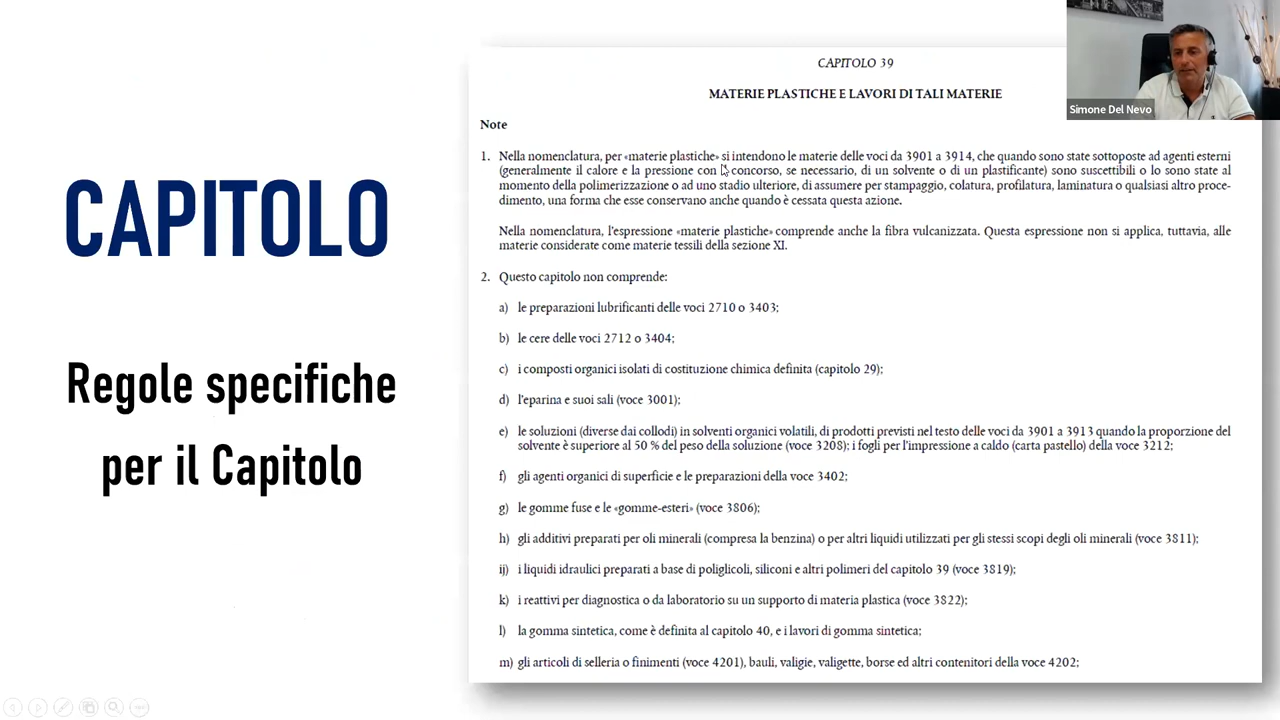 CAPITOLO
Regole specifiche
per il Capitolo
CAPITOLO 39
MATERIE PLASTICHE E LAVORI DI TALI MATERIE
Note
1. Nella nomenclatura, per «materie plastiche» si intendono le materie delle voci da 3901 a 3914, che quando sono state sottoposte ad agenti esterni
(generalmente il calore e la pressione con il concorso, se necessario, di un solvente o di un plastificante) sono suscettibili o lo sono state al
momento della polimerizzazione o ad uno stadio ulteriore, di assumere per stampaggio, colatura, profilatura, laminatura o qualsiasi altro proce-
dimento, una forma che esse conservano anche quando è cessata questa azione.
Nella nomenclatura, l'espressione «materie plastiche» comprende anche la fibra vulcanizzata. Questa espressione non si applica, tuttavia, alle
materie considerate come materie tessili della sezione XI.
2. Questo capitolo non comprende:
a) le preparazioni lubrificanti delle voci 2710 o 3403;
b) le cere delle voci 2712 o 3404;
c) i composti organici isolati di costituzione chimica definita (capitolo 29);
d) l'eparina e suoi sali (voce 3001);
e) le soluzioni (diverse dai collodi) in solventi organici volatili, di prodotti previsti nel testo delle voci da 3901 a 3913 quando la proporzione del
solvente è superiore al 50 % del peso della soluzione (voce 3208); i fogli per l'impressione a caldo (carta pastello) della voce 3212;
f) gli agenti organici di superficie e le preparazioni della voce 3402;
g) le gomme fuse e le «gomme-esteri» (voce 3806);
h) gli additivi preparati per oli minerali (compresa la benzina) o per altri liquidi utilizzati per gli stessi scopi degli oli minerali (voce 3811);
ij) i liquidi idraulici preparati a base di poliglicoli, siliconi e altri polimeri del capitolo 39 (voce 3819);
k) i reattivi per diagnostica o da laboratorio su un supporto di materia plastica (voce 3822);
l) la gomma sintetica, come è definita al capitolo 40, e i lavori di gomma sintetica;
m) gli articoli di selleria o finimenti (voce 4201), bauli, valigie, valigette, borse ed altri contenitori della voce 4202;
Simone Del Nevo